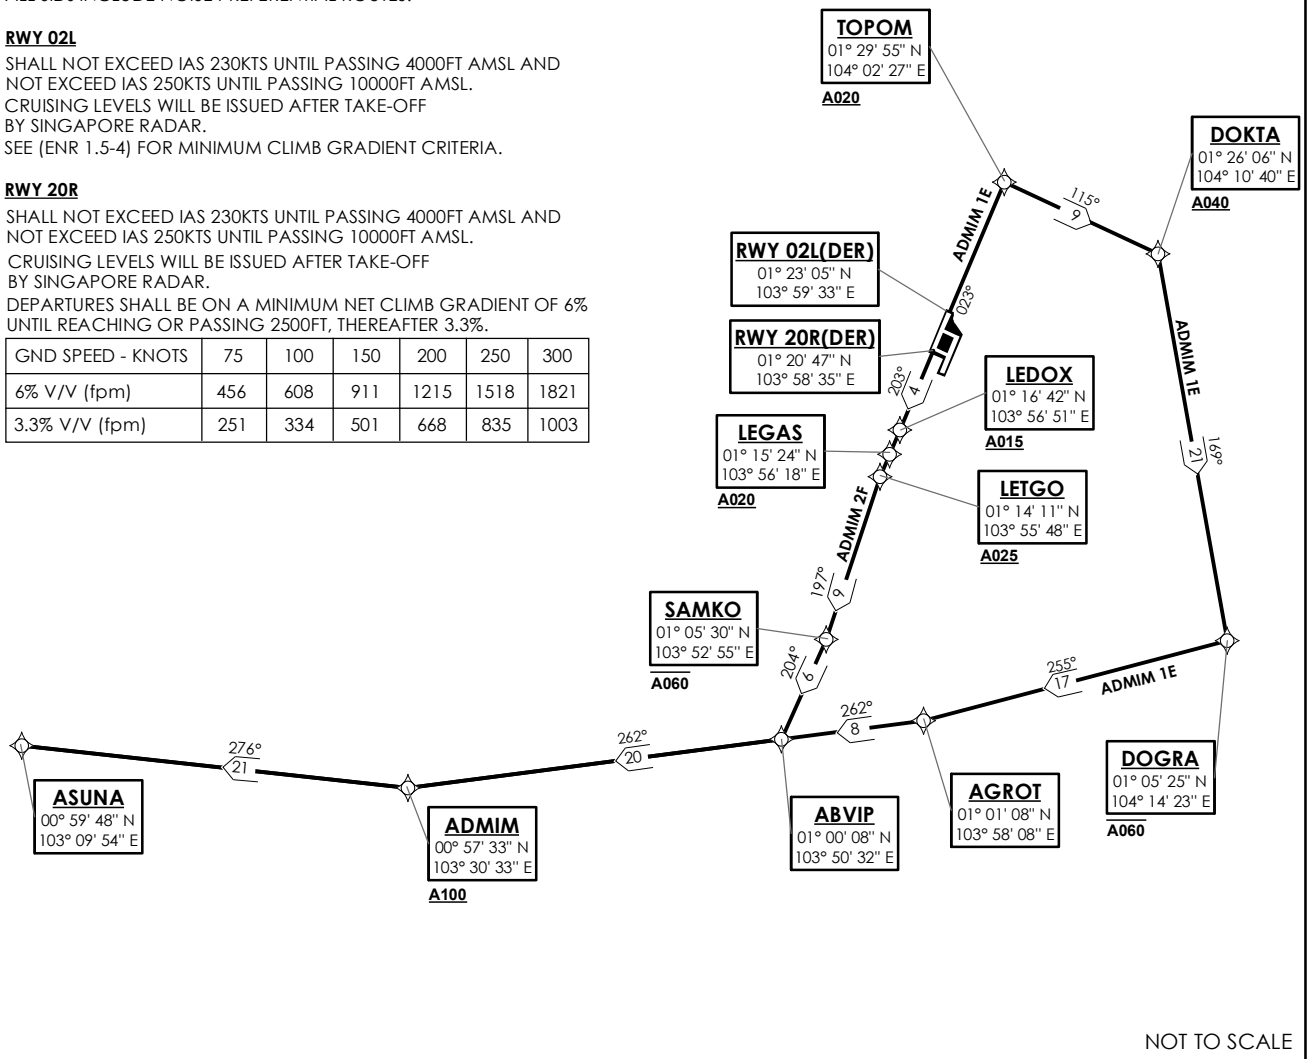 ALL SIDS INCLUDE NOISE PREFERENTIAL ROUTES.
RWY 02L
SHALL NOT EXCEED IAS 230KTS UNTIL PASSING 4000FT AMSL AND
NOT EXCEED IAS 250KTS UNTIL PASSING 10000FT AMSL.
CRUISING LEVELS WILL BE ISSUED AFTER TAKE-OFF
BY SINGAPORE RADAR.
SEE (ENR 1.5-4) FOR MINIMUM CLIMB GRADIENT CRITERIA.
RWY 20R
SHALL NOT EXCEED IAS 230KTS UNTIL PASSING 4000FT AMSL AND
NOT EXCEED IAS 250KTS UNTIL PASSING 10000FT AMSL.
CRUISING LEVELS WILL BE ISSUED AFTER TAKE-OFF
BY SINGAPORE RADAR.
DEPARTURES SHALL BE ON A MINIMUM NET CLIMB GRADIENT OF 6%
UNTIL REACHING OR PASSING 2500FT, THEREAFTER 3.3%.
GND SPEED - KNOTS 75 100 150 200 250 300
6% V/V (fpm) 456 608 911 1215 1518 1821
3.3% V/V (fpm) 251 334 501 668 835 1003
TOPOM
01° 29' 55" N
104° 02' 27" E
A020
DOKTA
01° 26' 06" N
104° 10' 40" E
A040
115°
9
ADMIM 1E
RWY 02L(DER)
01° 23' 05" N
103° 59' 33" E
023°
RWY 20R(DER)
01° 20' 47" N
103° 58' 35" E
203°
4
ADMIM 1E
LEDOX
01° 16' 42" N
103° 56' 51" E
A015
LEGAS
01° 15' 24" N
103° 56' 18" E
A020
169°
21
LETGO
01° 14' 11" N
103° 55' 48" E
A025
ADMIM 2F
197°
9
SAMKO
01° 05' 30" N
103° 52' 55" E
A060
204°
6
255°
17
ADMIM 1E
262°
8
262°
20
276°
21
DOGRA
01° 05' 25" N
104° 14' 23" E
A060
ASUNA
00° 59' 48" N
103° 09' 54" E
ADMIM
00° 57' 33" N
103° 30' 33" E
A100
ABVIP
01° 00' 08" N
103° 50' 32" E
AGROT
01° 01' 08" N
103° 58' 08" E
NOT TO SCALE